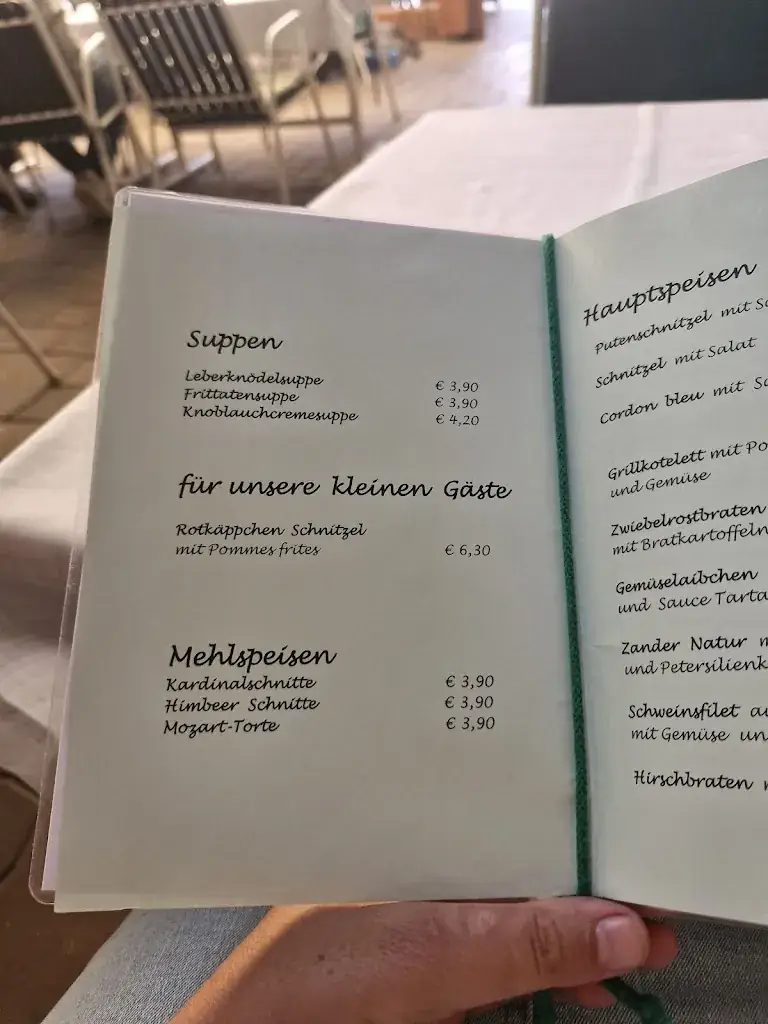 Suppen
Leberknödelsuppe € 3,90
Frittatensuppe € 3,90
Knoblauchcremesuppe € 4,20
für unsere kleinen Gäste
Rotkäppchen Schnitzel
mit Pommes frites € 6,30
Mehlspeisen
Kardinalschnitte € 3,90
Himbeer Schnitte € 3,90
Mozart-Torte € 3,90
Hauptspeisen
Putenschnitzel mit
Schnitzel mit Salat
Cordon bleu mit
Grillkotelett mit
und Gemüse
Zwiebelrostbraten
mit Bratkartoffeln
Gemüselaibchen
und Sauce
Zander Natur
und
Schweinsfilet
mit Gemüse
Hirschbraten